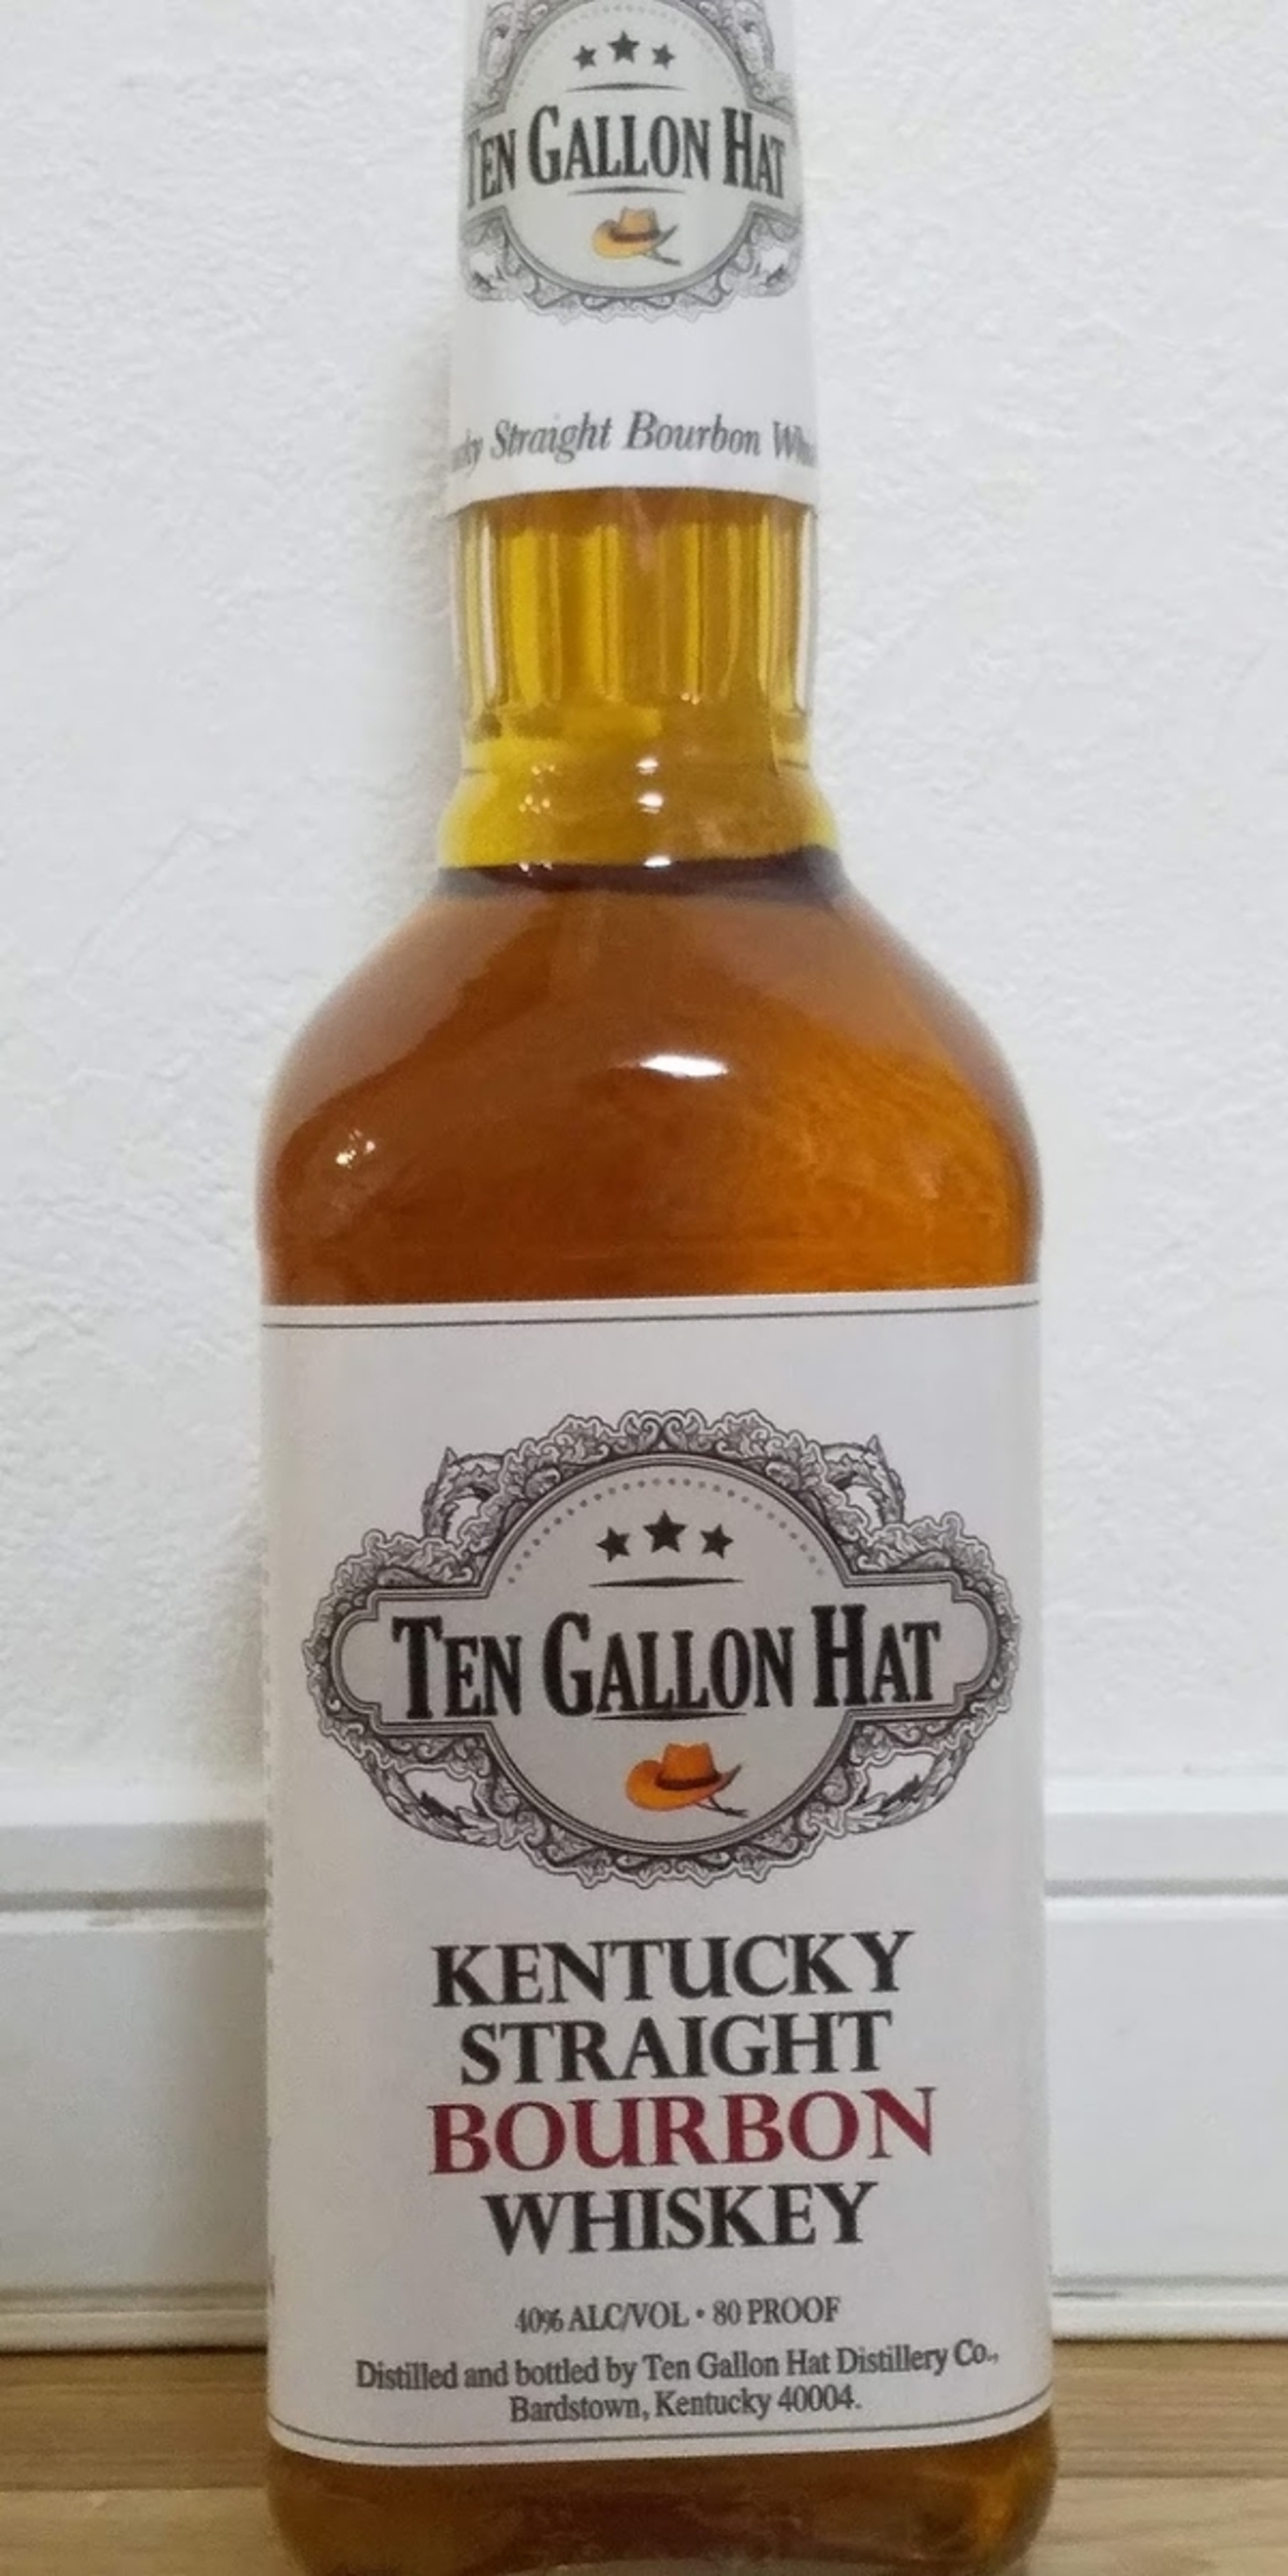 TEN GALLON HAT
Straight Bourbon
TEN GALLON HAT
KENTUCKY
STRAIGHT
BOURBON
WHISKEY
40% ALC/VOL • 80 PROOF
Distilled and bottled by Ten Gallon Hat Distillery Co.,
Bardstown, Kentucky 40004.